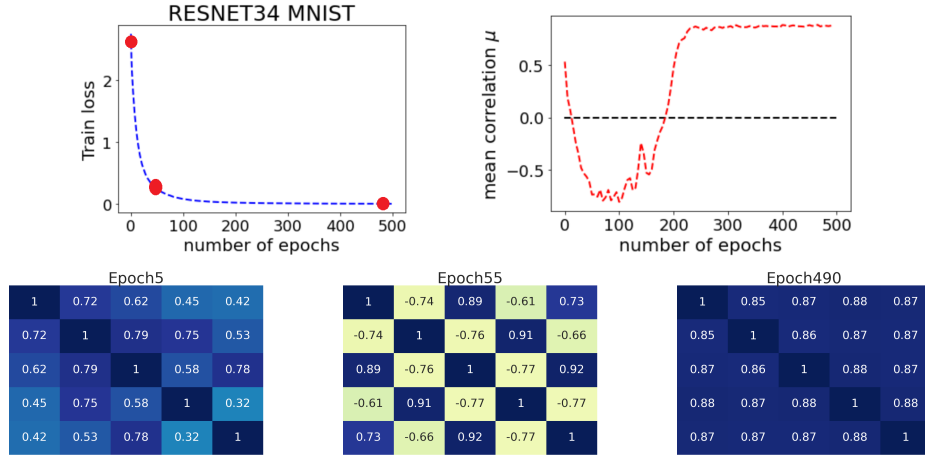 RESNET34 MNIST
Train loss
2
1
0
0 100 200 300 400 500
number of epochs
mean correlation μ
0.5
0.0
−0.5
0 100 200 300 400 500
number of epochs
Epoch5
1 0.72 0.62 0.45 0.42
0.72 1 0.79 0.75 0.53
0.62 0.79 1 0.58 0.78
0.45 0.75 0.58 1 0.32
0.42 0.53 0.78 0.32 1
Epoch55
1 -0.74 0.89 -0.61 0.73
-0.74 1 -0.76 0.91 -0.66
0.89 -0.76 1 -0.77 0.92
-0.61 0.91 -0.77 1 -0.77
0.73 -0.66 0.92 -0.77 1
Epoch490
1 0.85 0.87 0.88 0.87
0.85 1 0.86 0.87 0.87
0.87 0.86 1 0.88 0.87
0.88 0.87 0.88 1 0.88
0.87 0.87 0.87 0.88 1